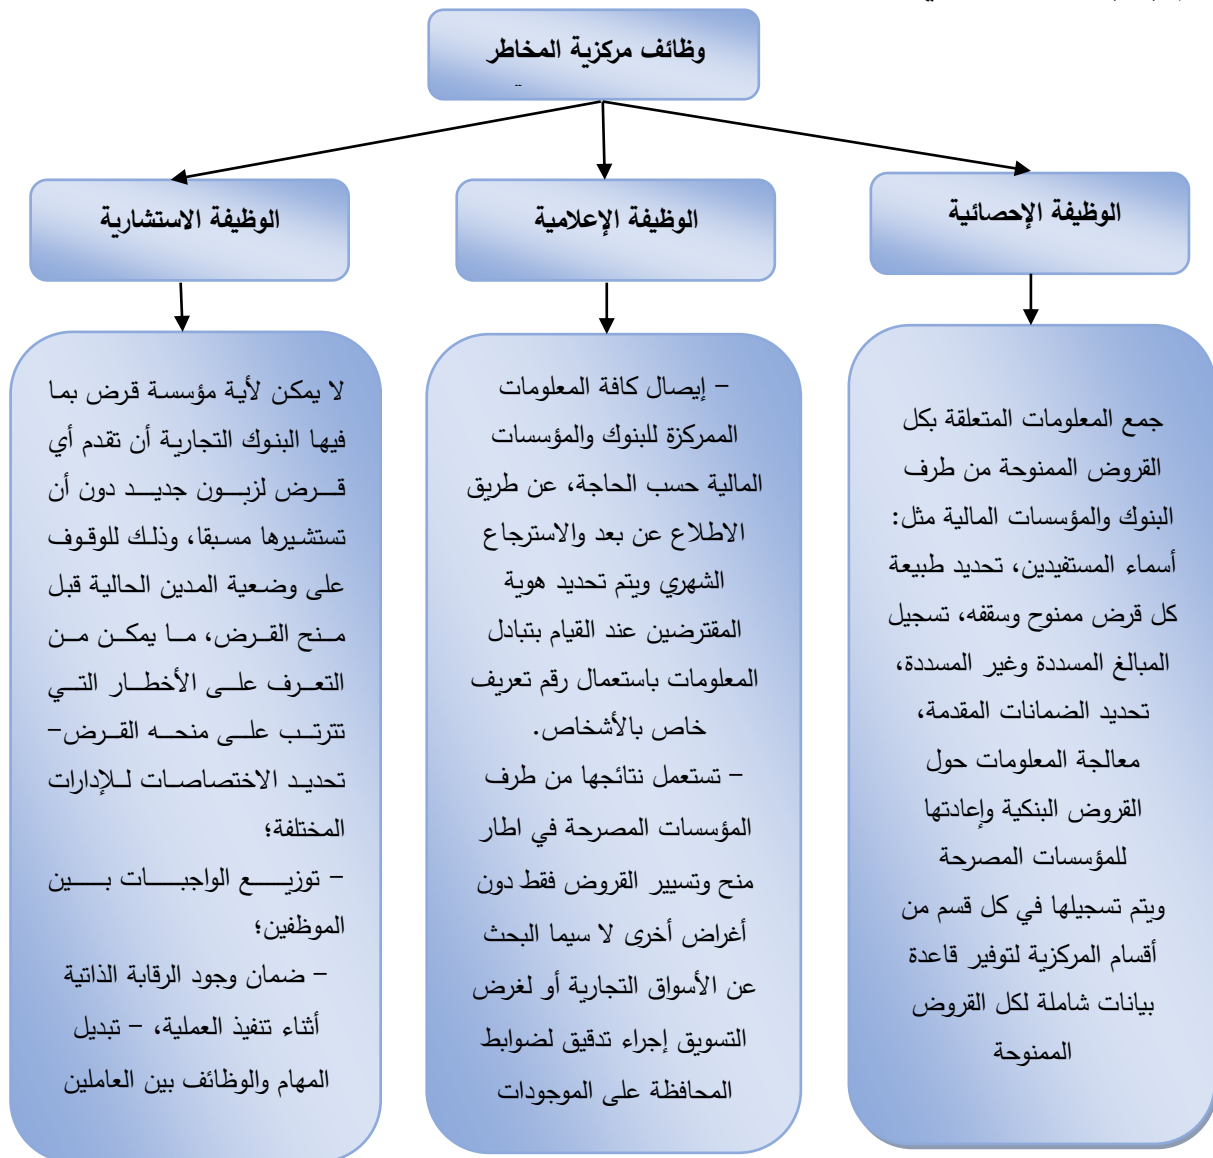 وظائف مركزية المخاطر
الوظيفة الإحصائية
الوظيفة الإعلامية
الوظيفة الاستشارية
جمع المعلومات المتعلقة بكل
القروض الممنوحة من طرف
البنوك والمؤسسات المالية مثل:
أسماء المستفيدين، تحديد طبيعة
كل قرض ممنوح وسقفه، تسجيل
المبالغ المسددة وغير المسددة،
تحديد الضمانات المقدمة،
معالجة المعلومات حول
القروض البنكية وإعادتها
للمؤسسات المصرحة
ويتم تسجيلها في كل قسم من
أقسام المركزية لتوفير قاعدة
بيانات شاملة لكل القروض
الممنوحة
– إيصال كافة المعلومات
الممركزة للبنوك والمؤسسات
المالية حسب الحاجة، عن طريق
الاطلاع عن بعد والاسترجاع
الشهري ويتم تحديد هوية
المقترضين عند القيام بتبادل
المعلومات باستعمال رقم تعريف
خاص بالأشخاص.
– تستعمل نتائجها من طرف
المؤسسات المصرحة في اطار
منح وتسيير القروض فقط دون
أغراض أخرى لا سيما البحث
عن الأسواق التجارية أو لغرض
التسويق إجراء تدقيق لضوابط
المحافظة على الموجودات
لا يمكن لأية مؤسسة قرض بما
فيها البنوك التجارية أن تقدم أي
قرض لزبون جديد دون أن
تستشيرها مسبقا، وذلك للوقوف
على وضعية المدين الحالية قبل
منح القرض، ما يمكن من
التعرف على الأخطار التي
تترتب على منحه القرض–
تحديد الاختصاصات للإدارات
المختلفة؛
– توزيع الواجبات بين
الموظفين؛
– ضمان وجود الرقابة الذاتية
أثناء تنفيذ العملية، – تبديل
المهام والوظائف بين العاملين